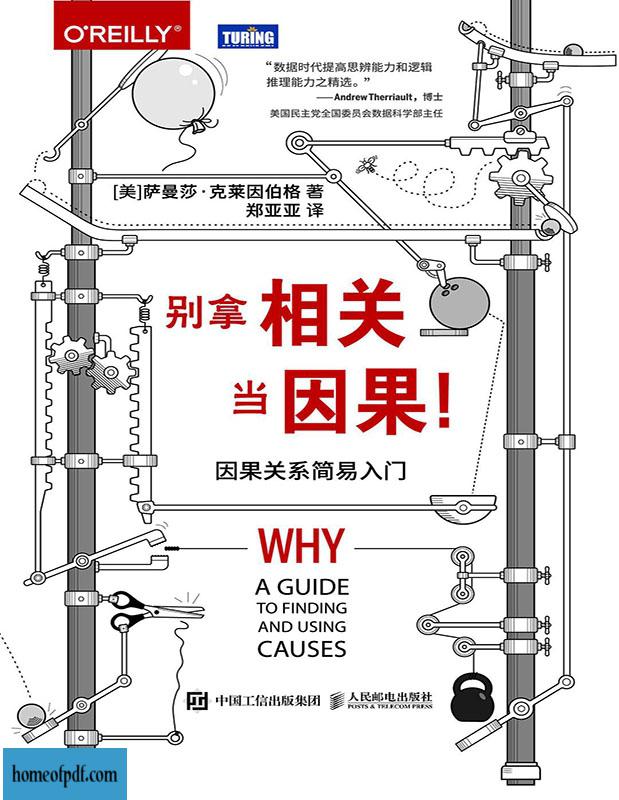 O'REILLY®
TURING
“数据时代提高思辨能力和逻辑
推理能力之精选。”
——Andrew Therriault，博士
美国民主党全国委员会数据科学部主任
[美]萨曼莎·克莱因伯格 著
郑亚亚 译
别拿 相关
当 因果!
因果关系简易入门
WHY
A GUIDE
TO FINDING
AND USING
CAUSES
中国工信出版集团 人民邮电出版社
POSTS & TELECOM PRESS
homeofpdf.com